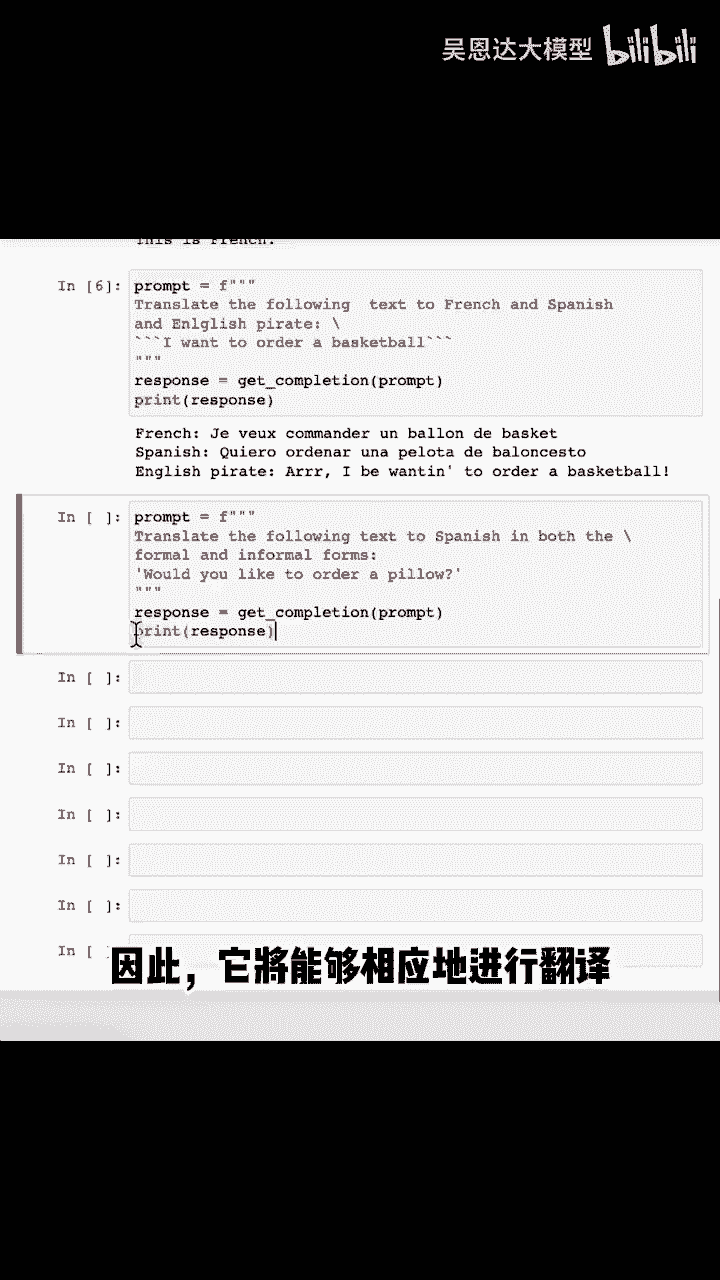 吴恩达大模型 bilibili
This is French.
In [6]: prompt = f"""
Translate the following  text to French and Spanish
and Enlglish pirate: \
```I want to order a basketball```
"""
response = get_completion(prompt)
print(response)
French: Je veux commander un ballon de basket
Spanish: Quiero ordenar una pelota de baloncesto
English pirate: Arrr, I be wantin' to order a basketball!
In [ ]: prompt = f"""
Translate the following text to Spanish in both the \
formal and informal forms:
'Would you like to order a pillow?'
"""
response = get_completion(prompt)
print(response)
In [ ]:
In [ ]:
In [ ]:
In [ ]:
In [ ]:
In [ ]:
In [ ]:
因此，它將能够相应地进行翻译